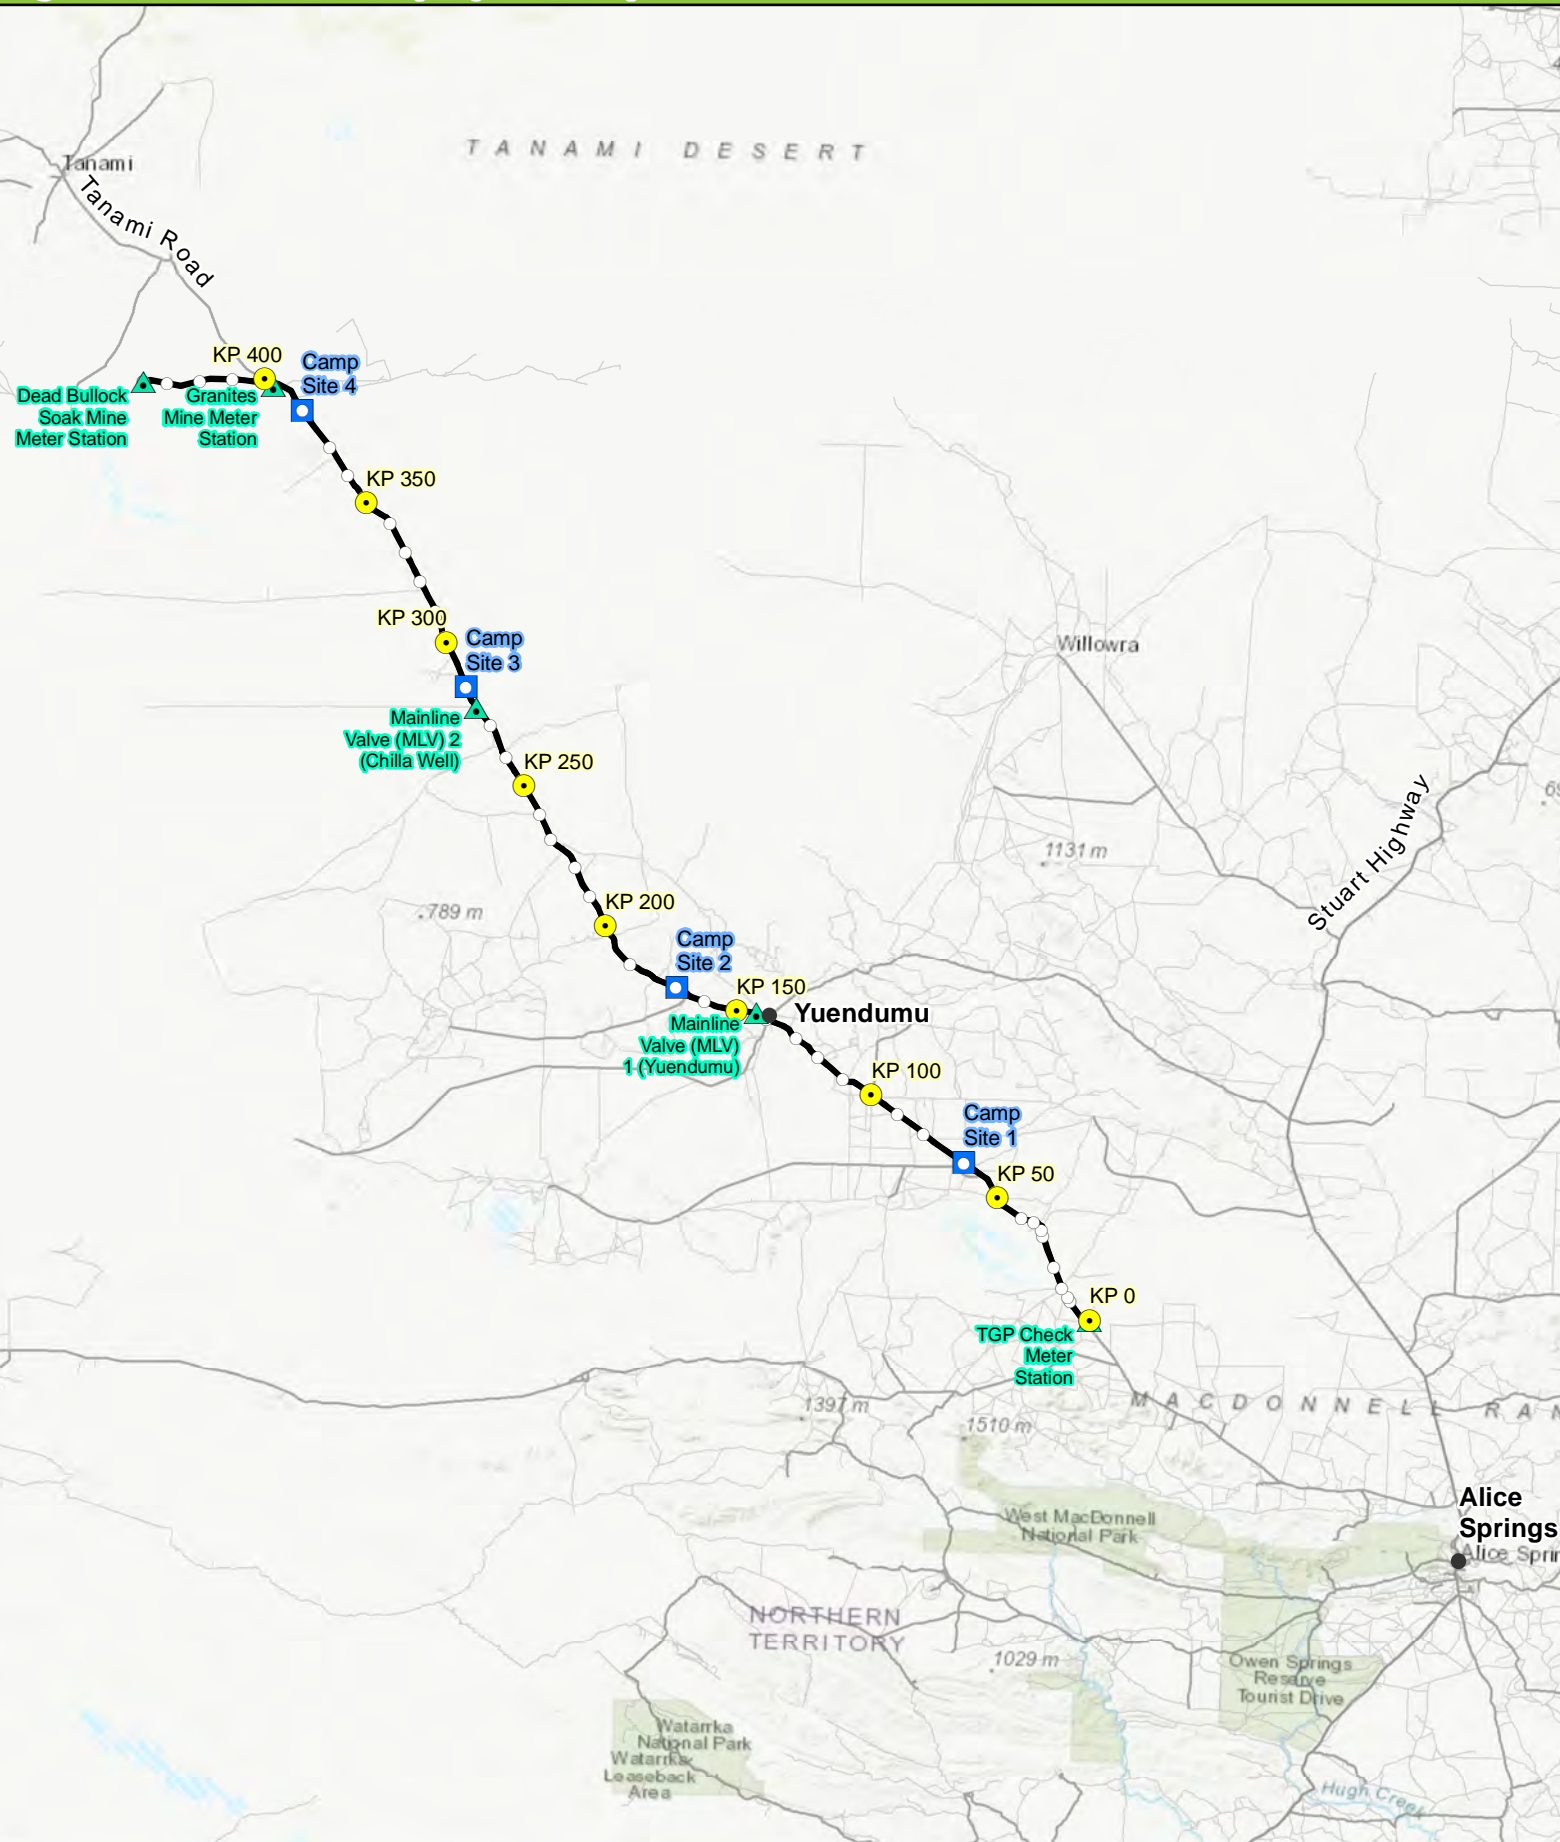 Tanami
Tanami Road
TANAMI DESERT
KP 400
Camp
Site 4
Dead Bullock
Soak Mine
Meter Station
Granites
Mine Meter
Station
KP 350
KP 300
Camp
Site 3
Willowra
Mainline
Valve (MLV) 2
(Chilla Well)
KP 250
Stuart Highway
1131 m
789 m
KP 200
Camp
Site 2
KP 150
Yuendumu
Mainline
Valve (MLV)
1 (Yuendumu)
KP 100
Camp
Site 1
KP 50
KP 0
TGP Check
Meter
Station
MACDONNELL RAN
1397 m
1510 m
Alice
Springs
Alice Sprin
West MacDonnell
National Park
NORTHERN
TERRITORY
1029 m
Owen Springs
Reserve
Tourist Drive
Watarrka
National Park
Watarrka
Leaseback
Area
Hugh Creek